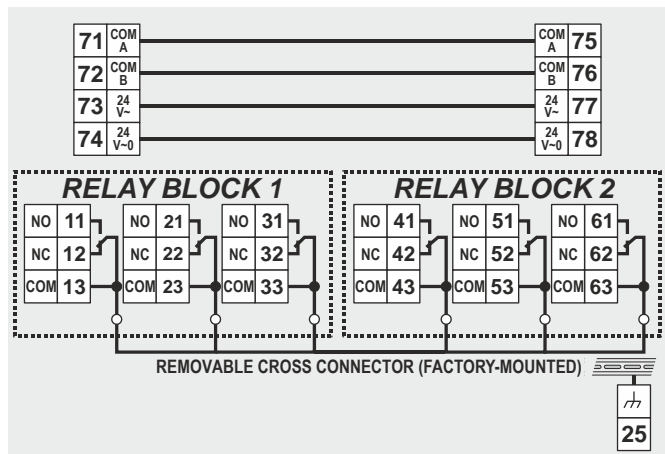 71 COM A COM A 75
72 COM B COM B 76
73 24 V~ 24 V~ 77
74 24 V~0 24 V~0 78
RELAY BLOCK 1 RELAY BLOCK 2
NO 11 NO 21 NO 31 NO 41 NO 51 NO 61
NC 12 NC 22 NC 32 NC 42 NC 52 NC 62
COM 13 COM 23 COM 33 COM 43 COM 53 COM 63
REMOVABLE CROSS CONNECTOR (FACTORY-MOUNTED)
25